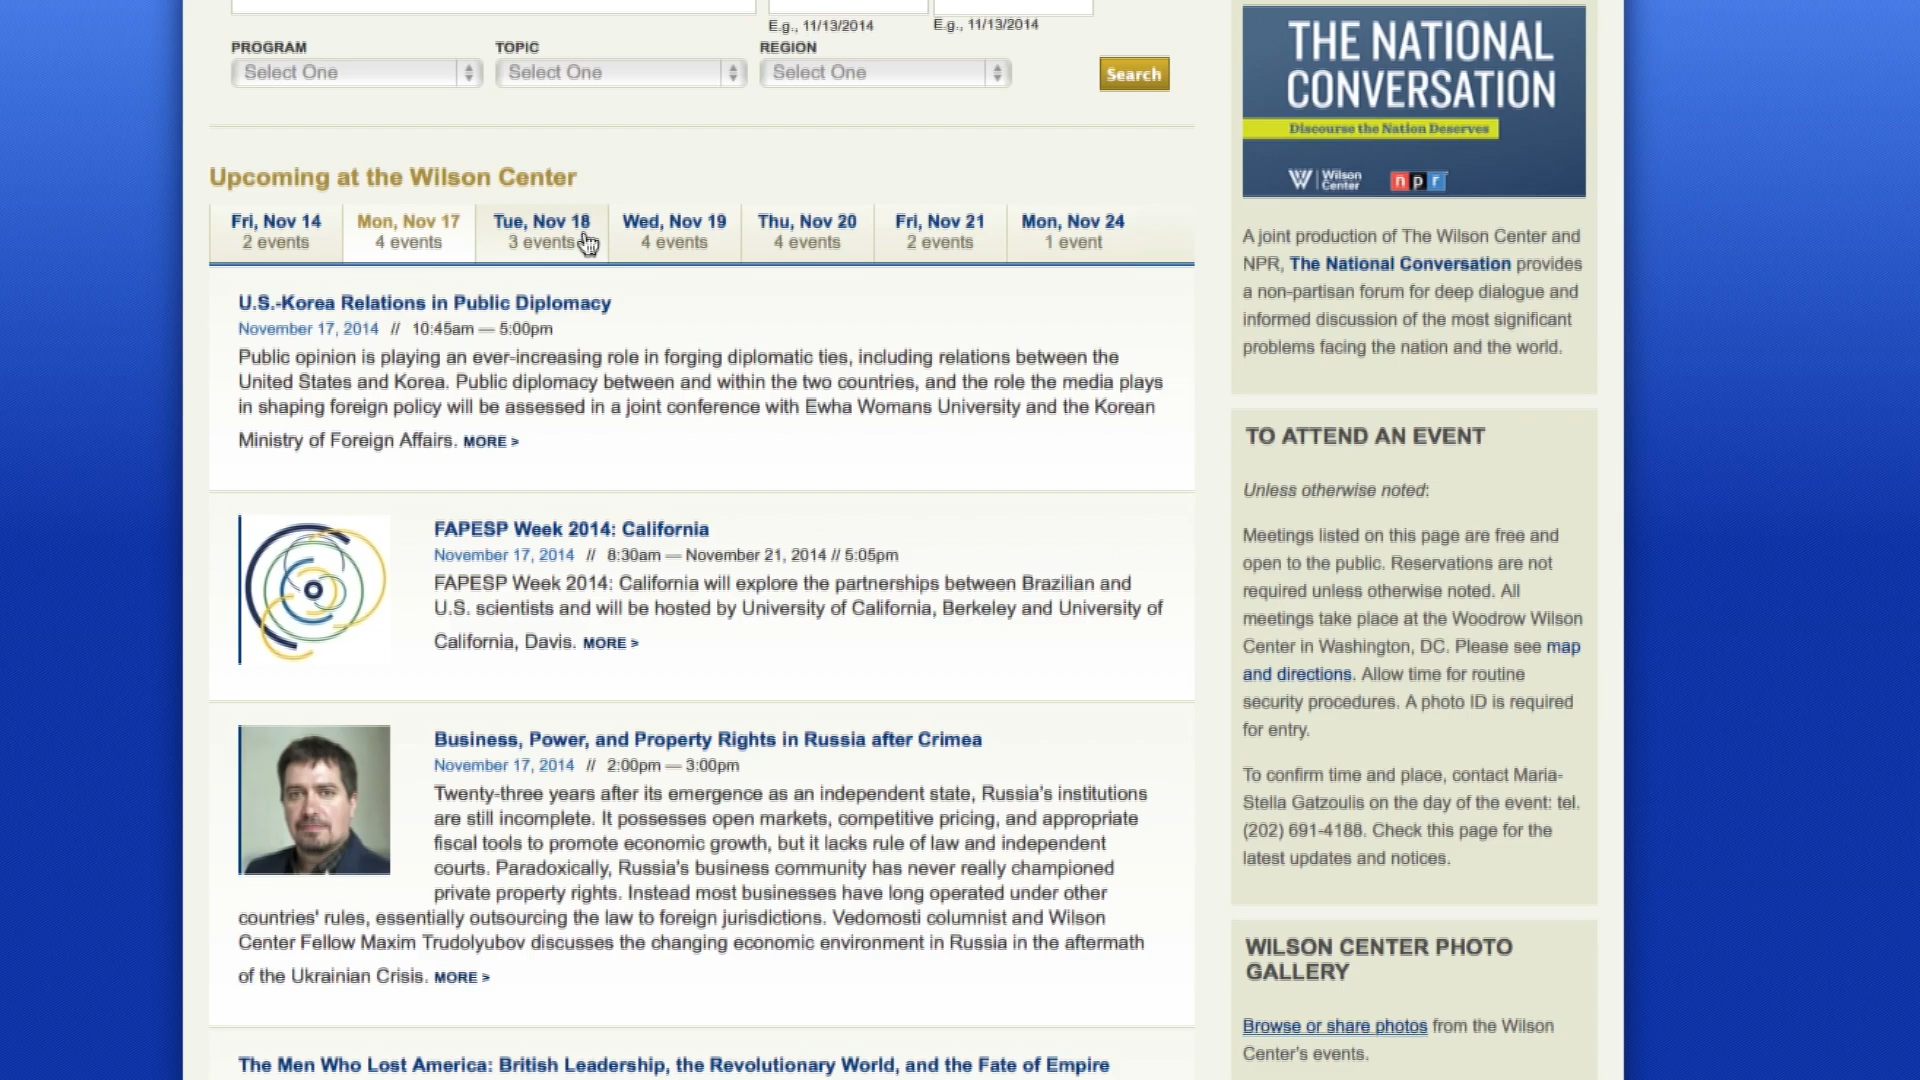 E.g., 11/13/2014
E.g., 11/13/2014
PROGRAM
TOPIC
REGION
Select One
Select One
Select One
Search
Upcoming at the Wilson Center
Fri, Nov 14
2 events
Mon, Nov 17
4 events
Tue, Nov 18
3 events
Wed, Nov 19
4 events
Thu, Nov 20
4 events
Fri, Nov 21
2 events
Mon, Nov 24
1 event
U.S.-Korea Relations in Public Diplomacy
November 17, 2014 // 10:45am — 5:00pm
Public opinion is playing an ever-increasing role in forging diplomatic ties, including relations between the
United States and Korea. Public diplomacy between and within the two countries, and the role the media plays
in shaping foreign policy will be assessed in a joint conference with Ewha Womans University and the Korean
Ministry of Foreign Affairs. MORE >
FAPESP Week 2014: California
November 17, 2014 // 8:30am — November 21, 2014 // 5:05pm
FAPESP Week 2014: California will explore the partnerships between Brazilian and
U.S. scientists and will be hosted by University of California, Berkeley and University of
California, Davis. MORE >
Business, Power, and Property Rights in Russia after Crimea
November 17, 2014 // 2:00pm — 3:00pm
Twenty-three years after its emergence as an independent state, Russia's institutions
are still incomplete. It possesses open markets, competitive pricing, and appropriate
fiscal tools to promote economic growth, but it lacks rule of law and independent
courts. Paradoxically, Russia's business community has never really championed
private property rights. Instead most businesses have long operated under other
countries' rules, essentially outsourcing the law to foreign jurisdictions. Vedomosti columnist and Wilson
Center Fellow Maxim Trudolyubov discusses the changing economic environment in Russia in the aftermath
of the Ukrainian Crisis. MORE >
The Men Who Lost America: British Leadership, the Revolutionary World, and the Fate of Empire
THE NATIONAL
CONVERSATION
Discourse the Nation Deserves
Wilson
Center
npr
A joint production of The Wilson Center and
NPR, The National Conversation provides
a non-partisan forum for deep dialogue and
informed discussion of the most significant
problems facing the nation and the world.
TO ATTEND AN EVENT
Unless otherwise noted:
Meetings listed on this page are free and
open to the public. Reservations are not
required unless otherwise noted. All
meetings take place at the Woodrow Wilson
Center in Washington, DC. Please see map
and directions. Allow time for routine
security procedures. A photo ID is required
for entry.
To confirm time and place, contact Maria-
Stella Gatzoulis on the day of the event: tel.
(202) 691-4188. Check this page for the
latest updates and notices.
WILSON CENTER PHOTO
GALLERY
Browse or share photos from the Wilson
Center's events.